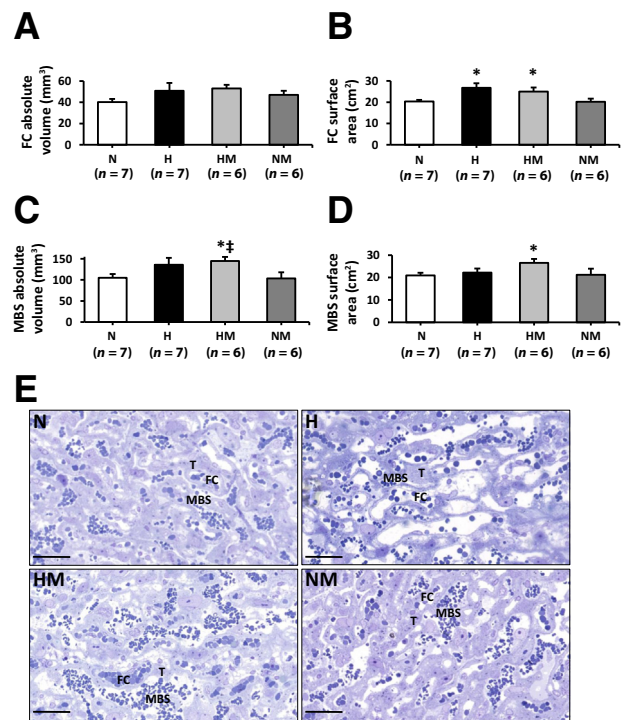 A
FC absolute
volume (mm³)
60
40
20
0
N
(n = 7)
H
(n = 7)
HM
(n = 6)
NM
(n = 6)
B
FC surface
area (cm²)
30
20
10
0
*
*
N
(n = 7)
H
(n = 7)
HM
(n = 6)
NM
(n = 6)
C
MBS absolute
volume (mm³)
150
100
50
0
*‡
N
(n = 7)
H
(n = 7)
HM
(n = 6)
NM
(n = 6)
D
MBS surface
area (cm²)
30
20
10
0
*
N
(n = 7)
H
(n = 7)
HM
(n = 6)
NM
(n = 6)
E
N
T
FC
MBS
H
MBS
T
FC
HM
T
FC
MBS
NM
FC
MBS
T